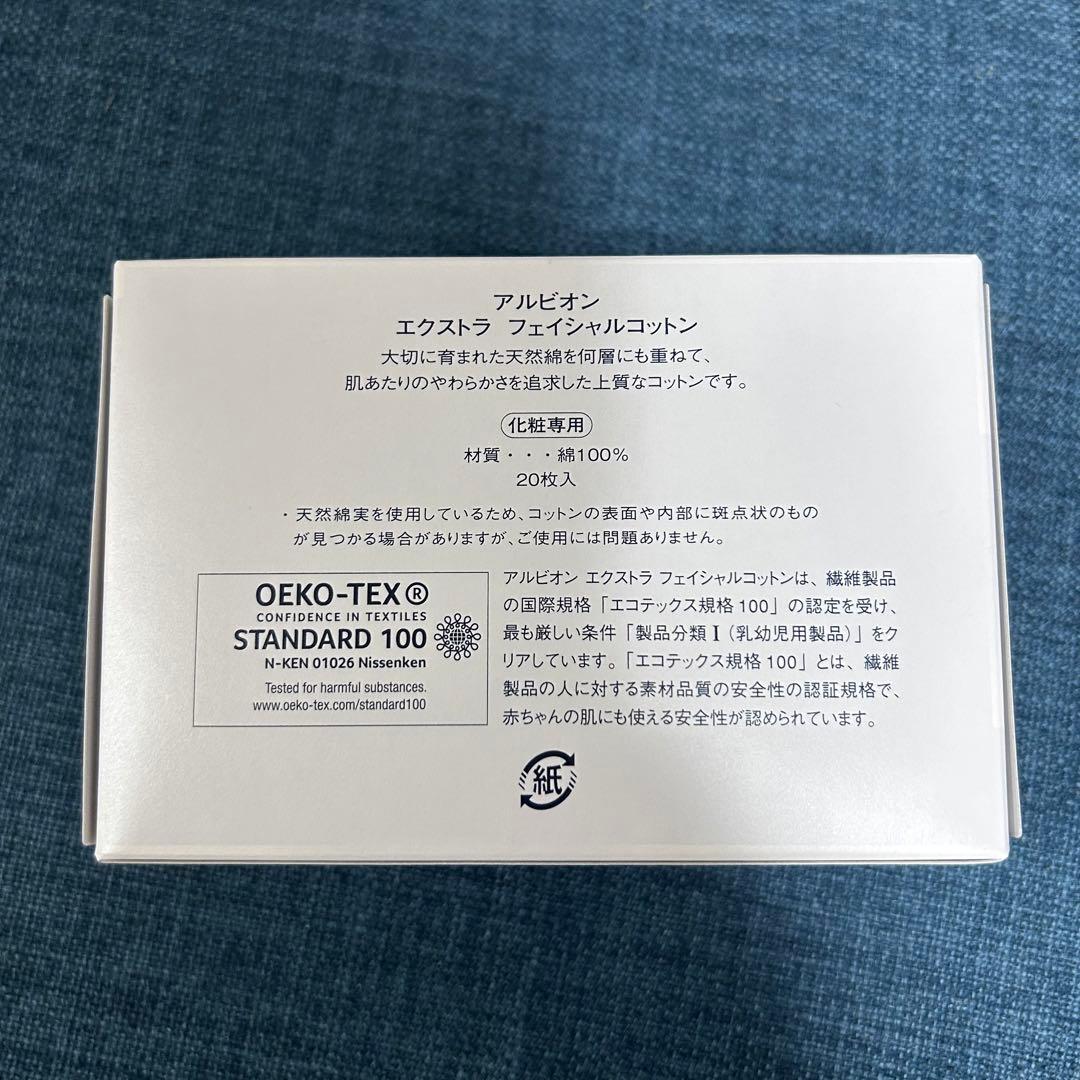 アルビオン
エクストラ フェイシャルコットン
大切に育まれた天然綿を何層にも重ねて、
肌あたりのやわらかさを追求した上質なコットンです。
化粧専用
材質・・・綿100%
20枚入
・天然綿実を使用しているため、コットンの表面や内部に斑点状のもの
が見つかる場合がありますが、ご使用には問題ありません。
OEKO-TEX®
CONFIDENCE IN TEXTILES
STANDARD 100
N-KEN 01026 Nissenken
Tested for harmful substances.
www.oeko-tex.com/standard100
アルビオン エクストラ フェイシャルコットンは、繊維製品
の国際規格「エコテックス規格100」の認定を受け、
最も厳しい条件「製品分類Ⅰ(乳幼児用製品)」をク
リアしています。「エコテックス規格100」とは、繊維
製品の人に対する素材品質の安全性の認証規格で、
赤ちゃんの肌にも使える安全性が認められています。
紙